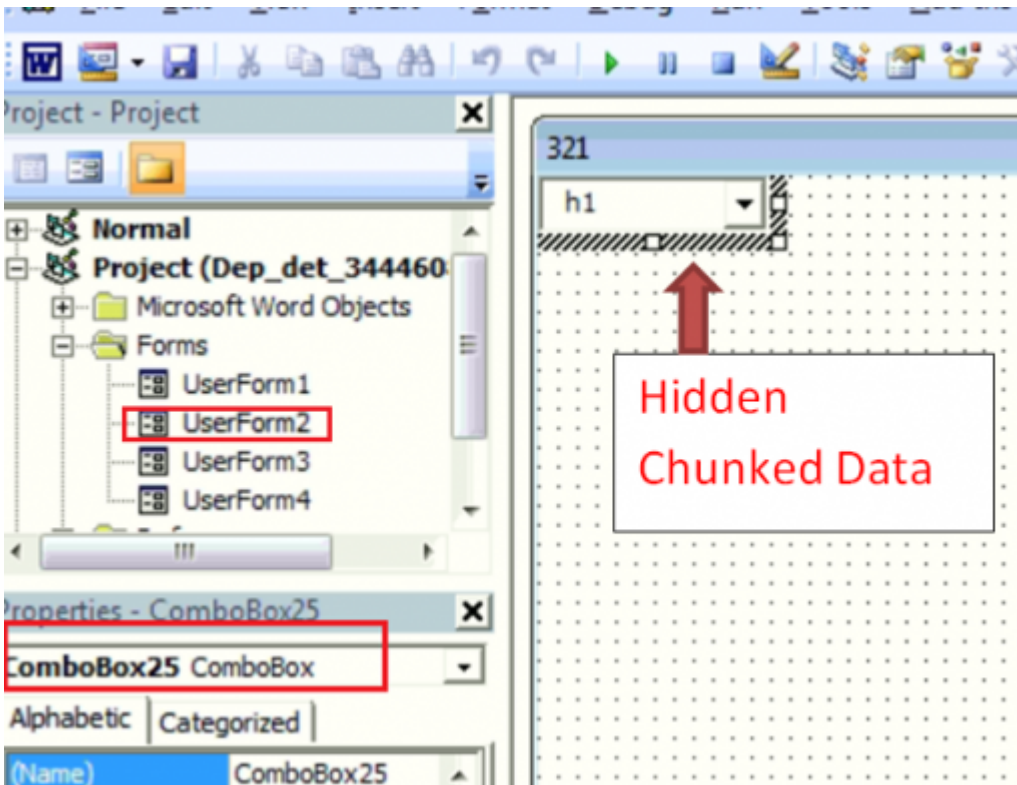 Project - Project
Normal
Project (Dep_det_344460
Microsoft Word Objects
Forms
UserForm1
UserForm2
UserForm3
UserForm4
Properties - ComboBox25
ComboBox25 ComboBox
Alphabetic Categorized
(Name) ComboBox25
321
h1
Hidden
Chunked Data